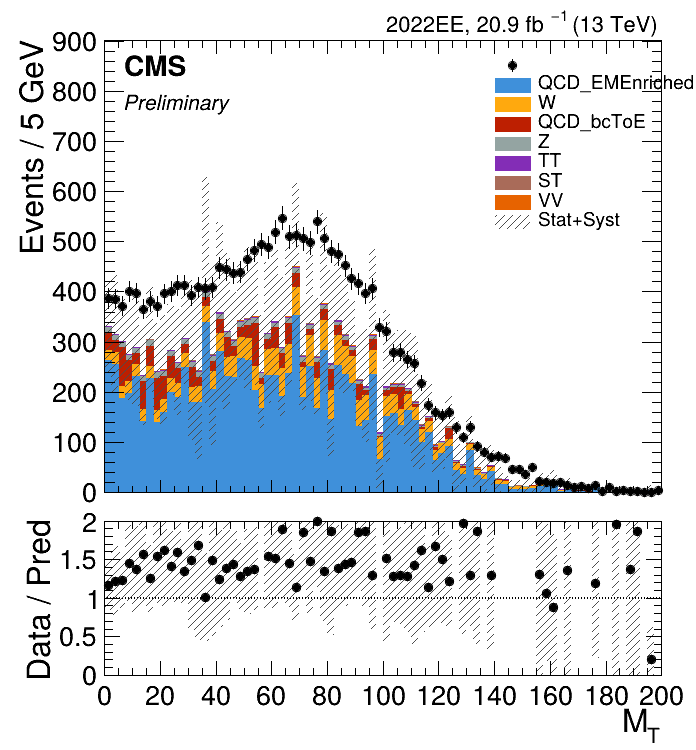 2022EE, 20.9 fb ⁻¹ (13 TeV)
CMS
Preliminary
QCD_EMEnriched
W
QCD_bcToE
Z
TT
ST
VV
Stat+Syst
Events / 5 GeV
900
800
700
600
500
400
300
200
100
0
Data / Pred
2
1.5
1
0.5
0
0 20 40 60 80 100 120 140 160 180 200
M_T